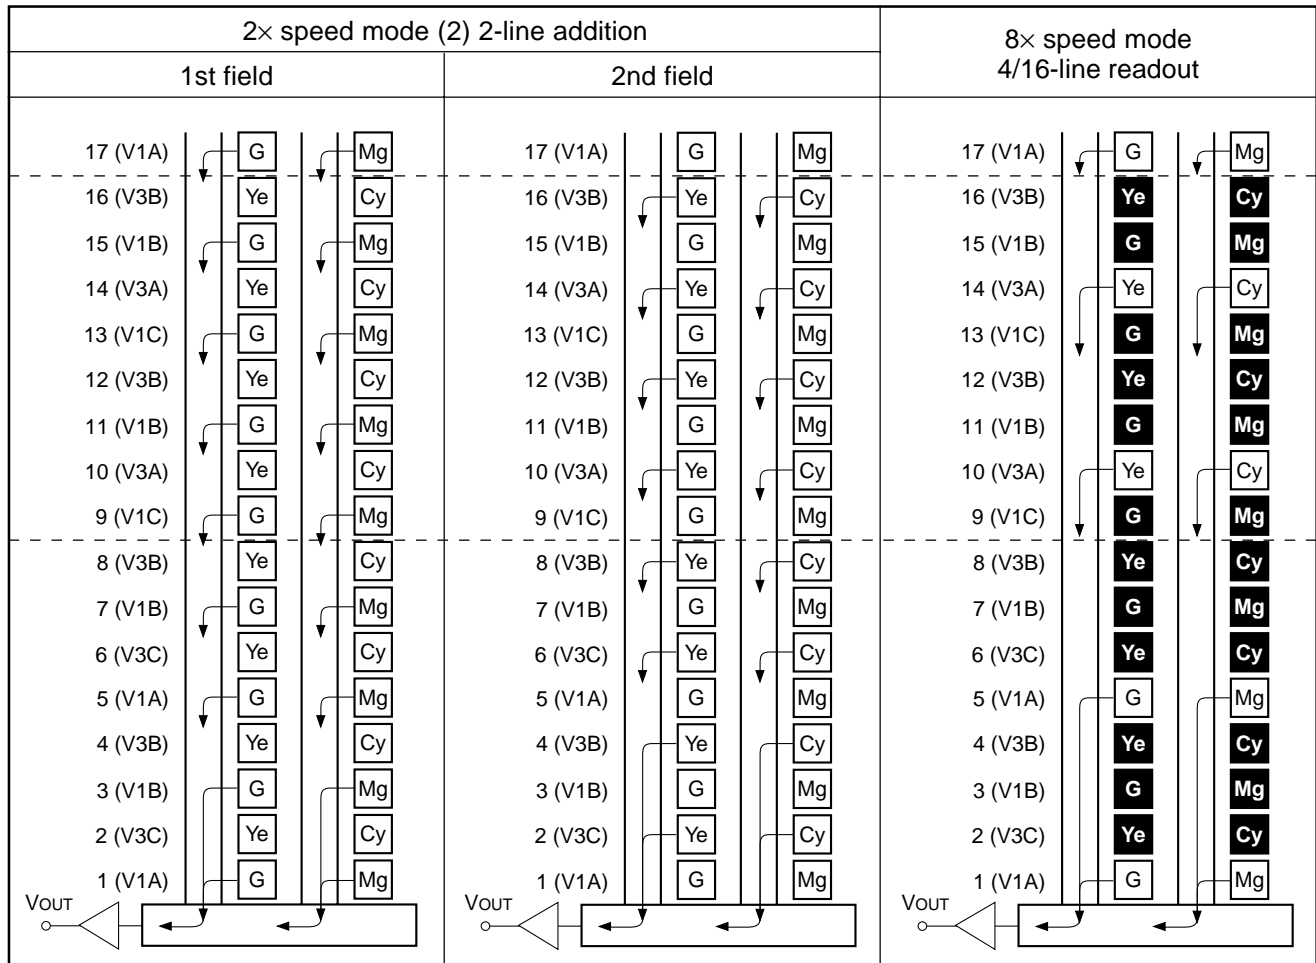 2× speed mode (2) 2-line addition
8× speed mode
4/16-line readout
1st field
2nd field
17 (V1A) G Mg 17 (V1A) G Mg 17 (V1A) G Mg
16 (V3B) Ye Cy 16 (V3B) Ye Cy 16 (V3B) Ye Cy
15 (V1B) G Mg 15 (V1B) G Mg 15 (V1B) G Mg
14 (V3A) Ye Cy 14 (V3A) Ye Cy 14 (V3A) Ye Cy
13 (V1C) G Mg 13 (V1C) G Mg 13 (V1C) G Mg
12 (V3B) Ye Cy 12 (V3B) Ye Cy 12 (V3B) Ye Cy
11 (V1B) G Mg 11 (V1B) G Mg 11 (V1B) G Mg
10 (V3A) Ye Cy 10 (V3A) Ye Cy 10 (V3A) Ye Cy
9 (V1C) G Mg 9 (V1C) G Mg 9 (V1C) G Mg
8 (V3B) Ye Cy 8 (V3B) Ye Cy 8 (V3B) Ye Cy
7 (V1B) G Mg 7 (V1B) G Mg 7 (V1B) G Mg
6 (V3C) Ye Cy 6 (V3C) Ye Cy 6 (V3C) Ye Cy
5 (V1A) G Mg 5 (V1A) G Mg 5 (V1A) G Mg
4 (V3B) Ye Cy 4 (V3B) Ye Cy 4 (V3B) Ye Cy
3 (V1B) G Mg 3 (V1B) G Mg 3 (V1B) G Mg
2 (V3C) Ye Cy 2 (V3C) Ye Cy 2 (V3C) Ye Cy
1 (V1A) G Mg 1 (V1A) G Mg 1 (V1A) G Mg
VOUT VOUT VOUT